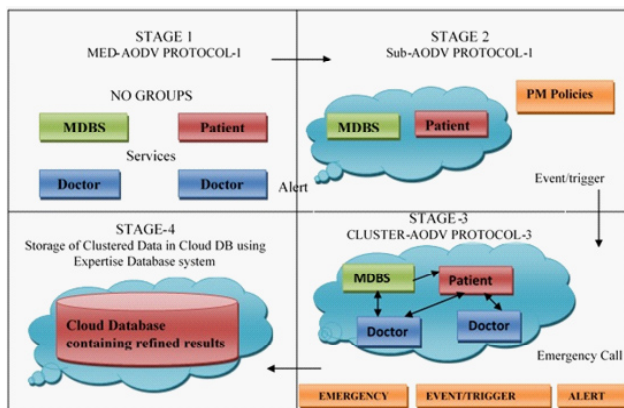 STAGE 1
MED-AODV PROTOCOL-1
NO GROUPS
MDBS
Patient
Services
Doctor
Doctor
Alert
STAGE 2
Sub-AODV PROTOCOL-1
PM Policies
MDBS
Patient
Event/trigger
STAGE-3
CLUSTER-AODV PROTOCOL-3
MDBS
Patient
Doctor
Doctor
Emergency Call
EMERGENCY
EVENT/TRIGGER
ALERT
STAGE-4
Storage of Clustered Data in Cloud DB using
Expertise Database system
Cloud Database
containing refined results